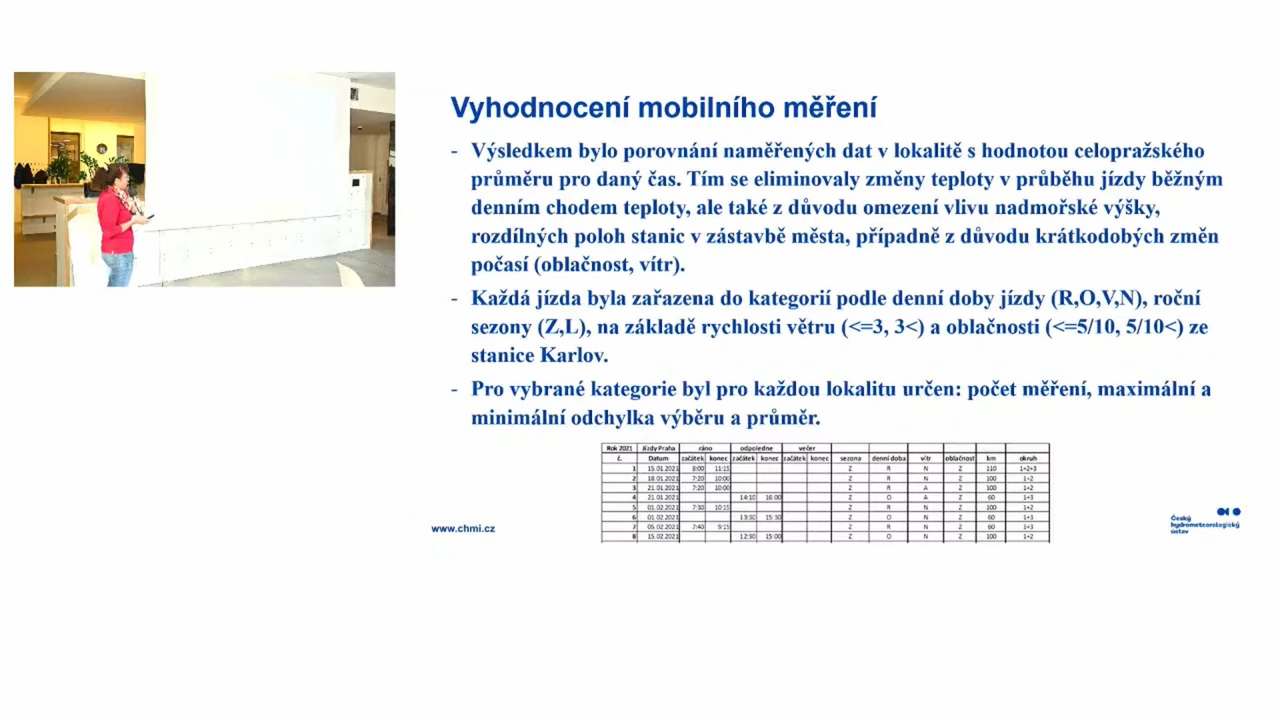 Vyhodnocení mobilního měření
- Výsledkem bylo porovnání naměřených dat v lokalitě s hodnotou celopražského
průměru pro daný čas. Tím se eliminovaly změny teploty v průběhu jízdy běžným
denním chodem teploty, ale také z důvodu omezení vlivu nadmořské výšky,
rozdílných poloh stanic v zástavbě města, případně z důvodu krátkodobých změn
počasí (oblačnost, vítr).
- Každá jízda byla zařazena do kategorií podle denní doby jízdy (R,O,V,N), roční
sezony (Z,L), na základě rychlosti větru (<=3, 3<) a oblačnosti (<=5/10, 5/10<) ze
stanice Karlov.
- Pro vybrané kategorie byl pro každou lokalitu určen: počet měření, maximální a
minimální odchylka výběru a průměr.
Rok 2021 Jízdy Praha ráno odpoledne večer
č. Datum začátek konec začátek konec začátek konec sezona denní doba vítr oblačnost km okruh
1 15.01.2021 8:00 11:15 Z R N Z 110 1+2+3
2 18.01.2021 7:20 10:00 Z R N Z 100 1+2
3 21.01.2021 7:20 10:00 Z R A Z 100 1+2
4 21.01.2021 14:10 16:00 Z O A Z 60 1+3
5 01.02.2021 7:30 10:15 Z R N Z 100 1+2
6 01.02.2021 13:30 15:30 Z O N Z 60 1+3
7 05.02.2021 7:40 9:15 Z R N Z 60 1+3
8 15.02.2021 12:30 15:00 Z O N Z 100 1+2
www.chmi.cz
Český
hydrometeorologický
ústav